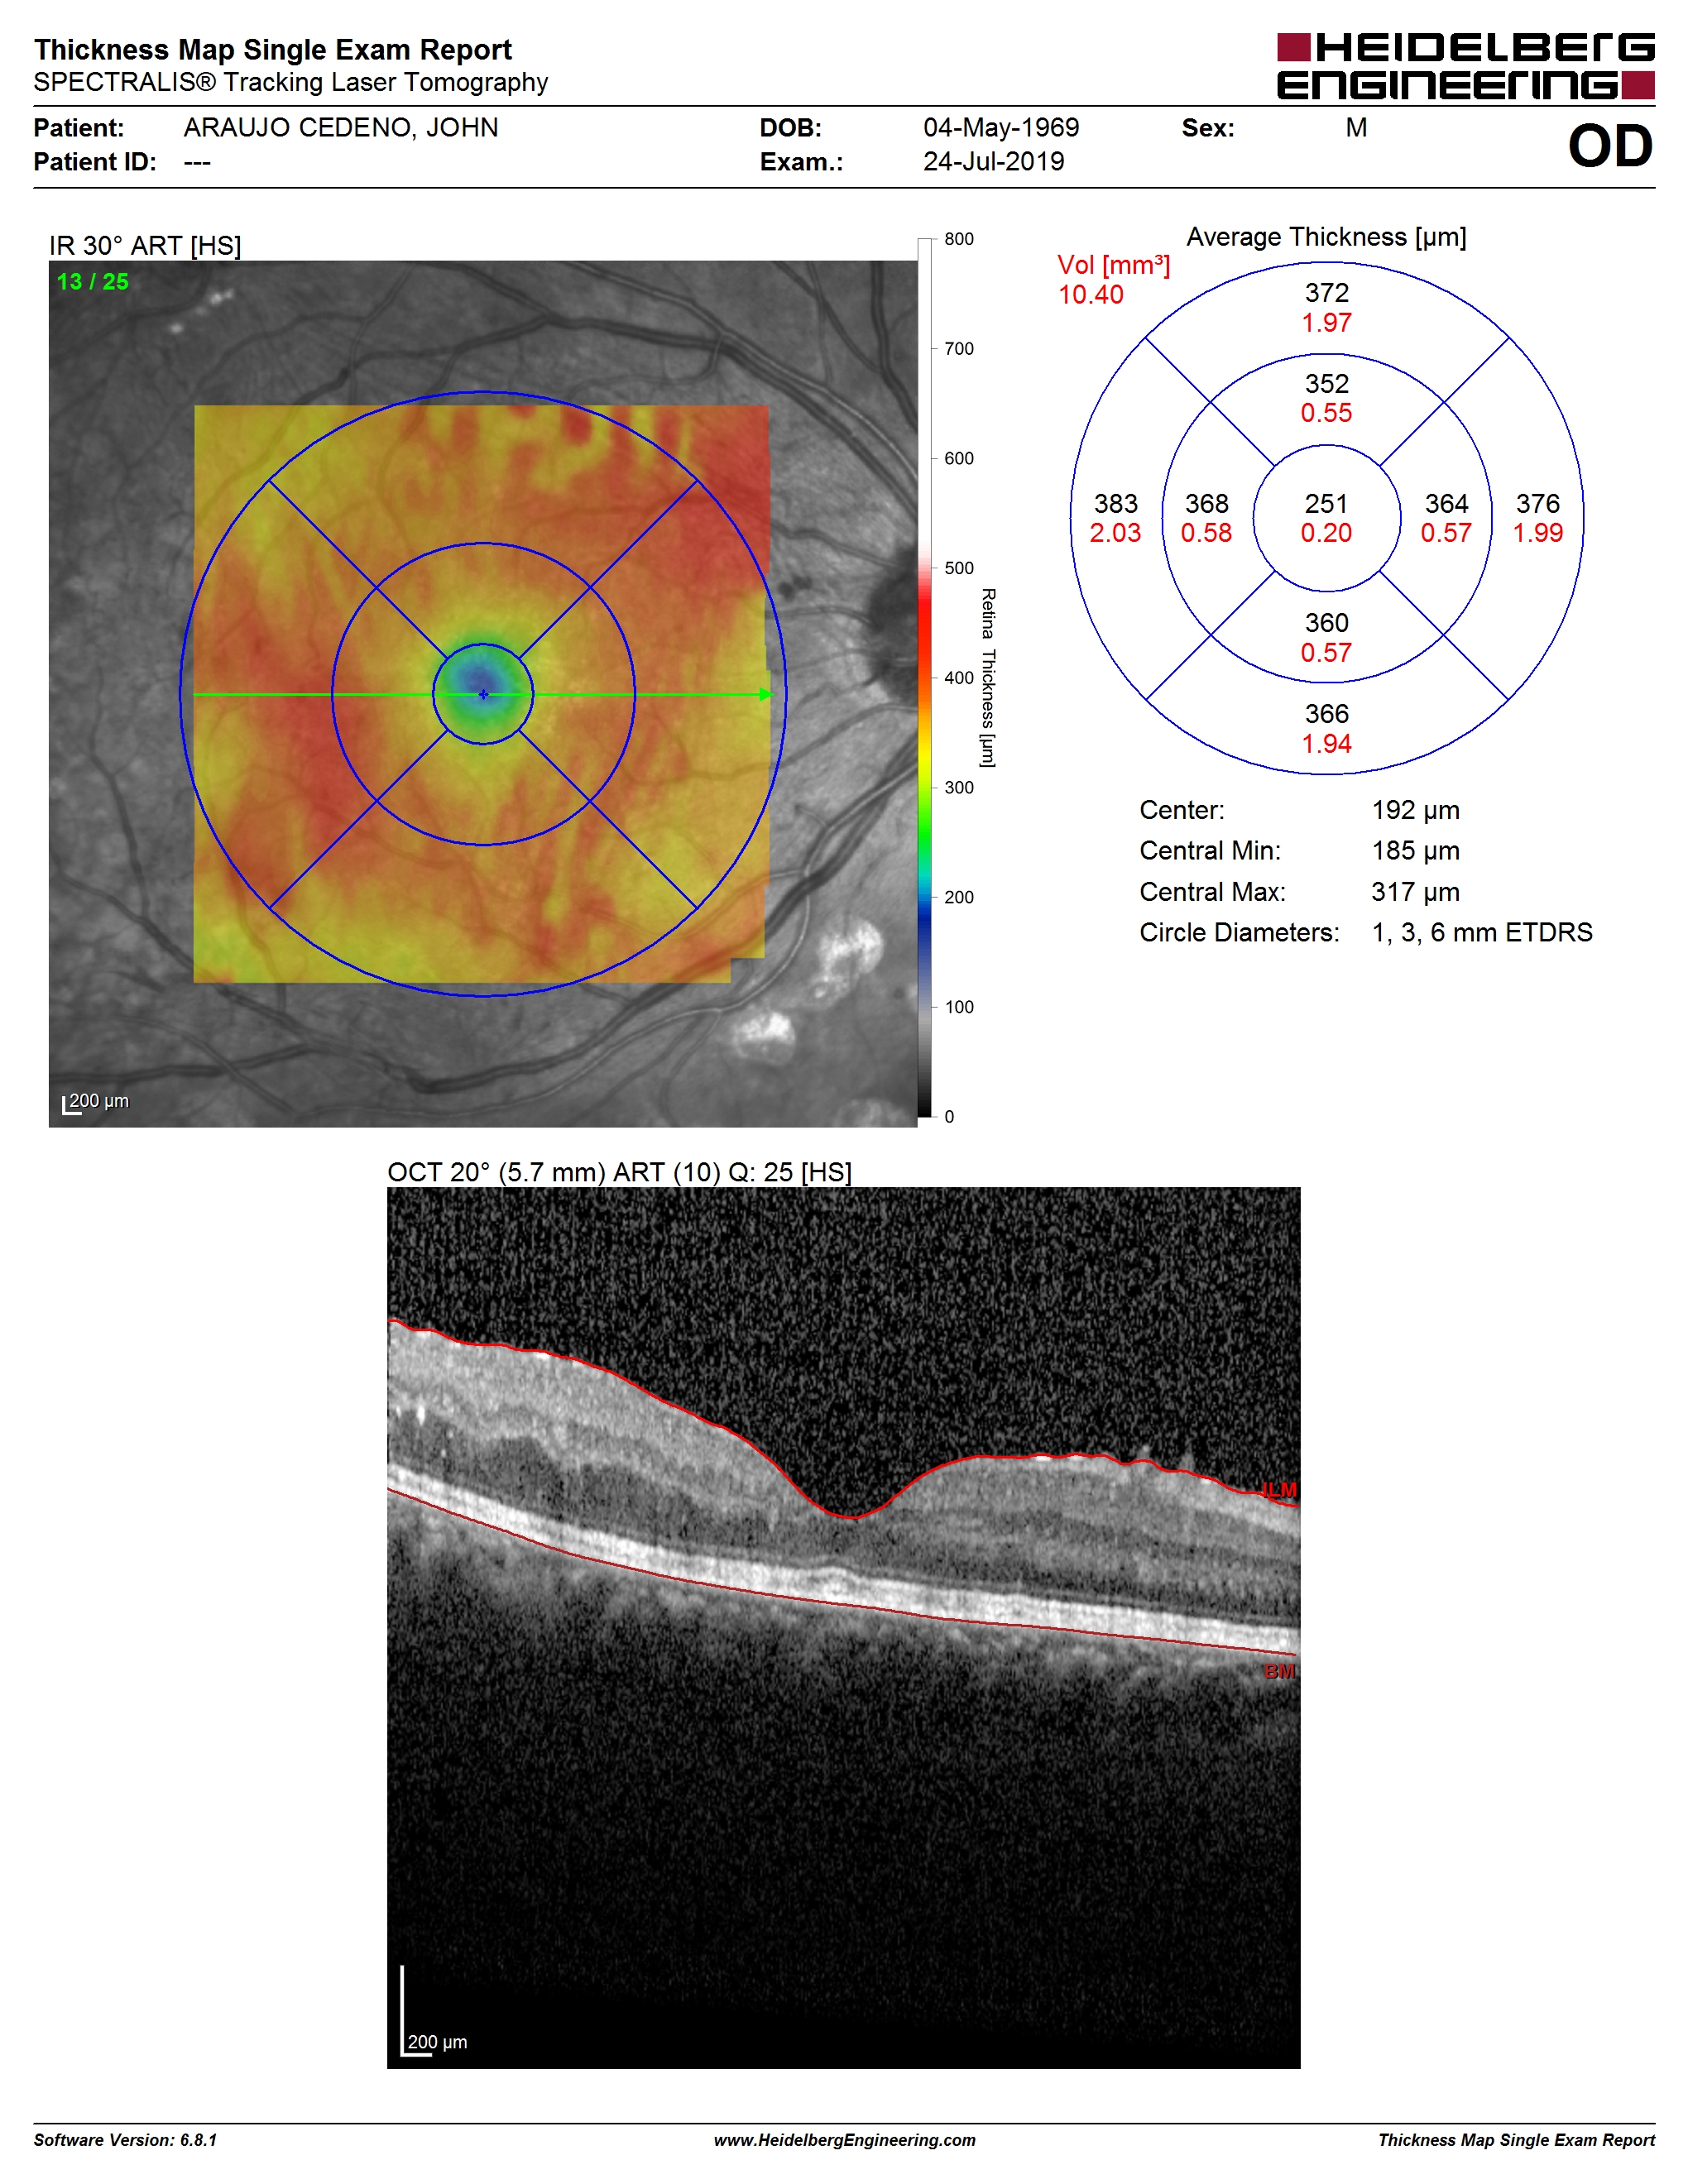 Thickness Map Single Exam Report
SPECTRALIS® Tracking Laser Tomography
HEIDELBERG
ENGINEERING
Patient: ARAUJO CEDENO, JOHN DOB: 04-May-1969 Sex: M
Patient ID: --- Exam.: 24-Jul-2019
OD
IR 30° ART [HS]
13 / 25
200 µm
800
700
600
500
400
300
200
100
0
Retina Thickness [µm]
Average Thickness [µm]
Vol [mm³]
10.40
372
1.97
352
0.55
383 368 251 364 376
2.03 0.58 0.20 0.57 1.99
360
0.57
366
1.94
Center: 192 µm
Central Min: 185 µm
Central Max: 317 µm
Circle Diameters: 1, 3, 6 mm ETDRS
OCT 20° (5.7 mm) ART (10) Q: 25 [HS]
ILM
BM
200 µm
Software Version: 6.8.1 www.HeidelbergEngineering.com Thickness Map Single Exam Report